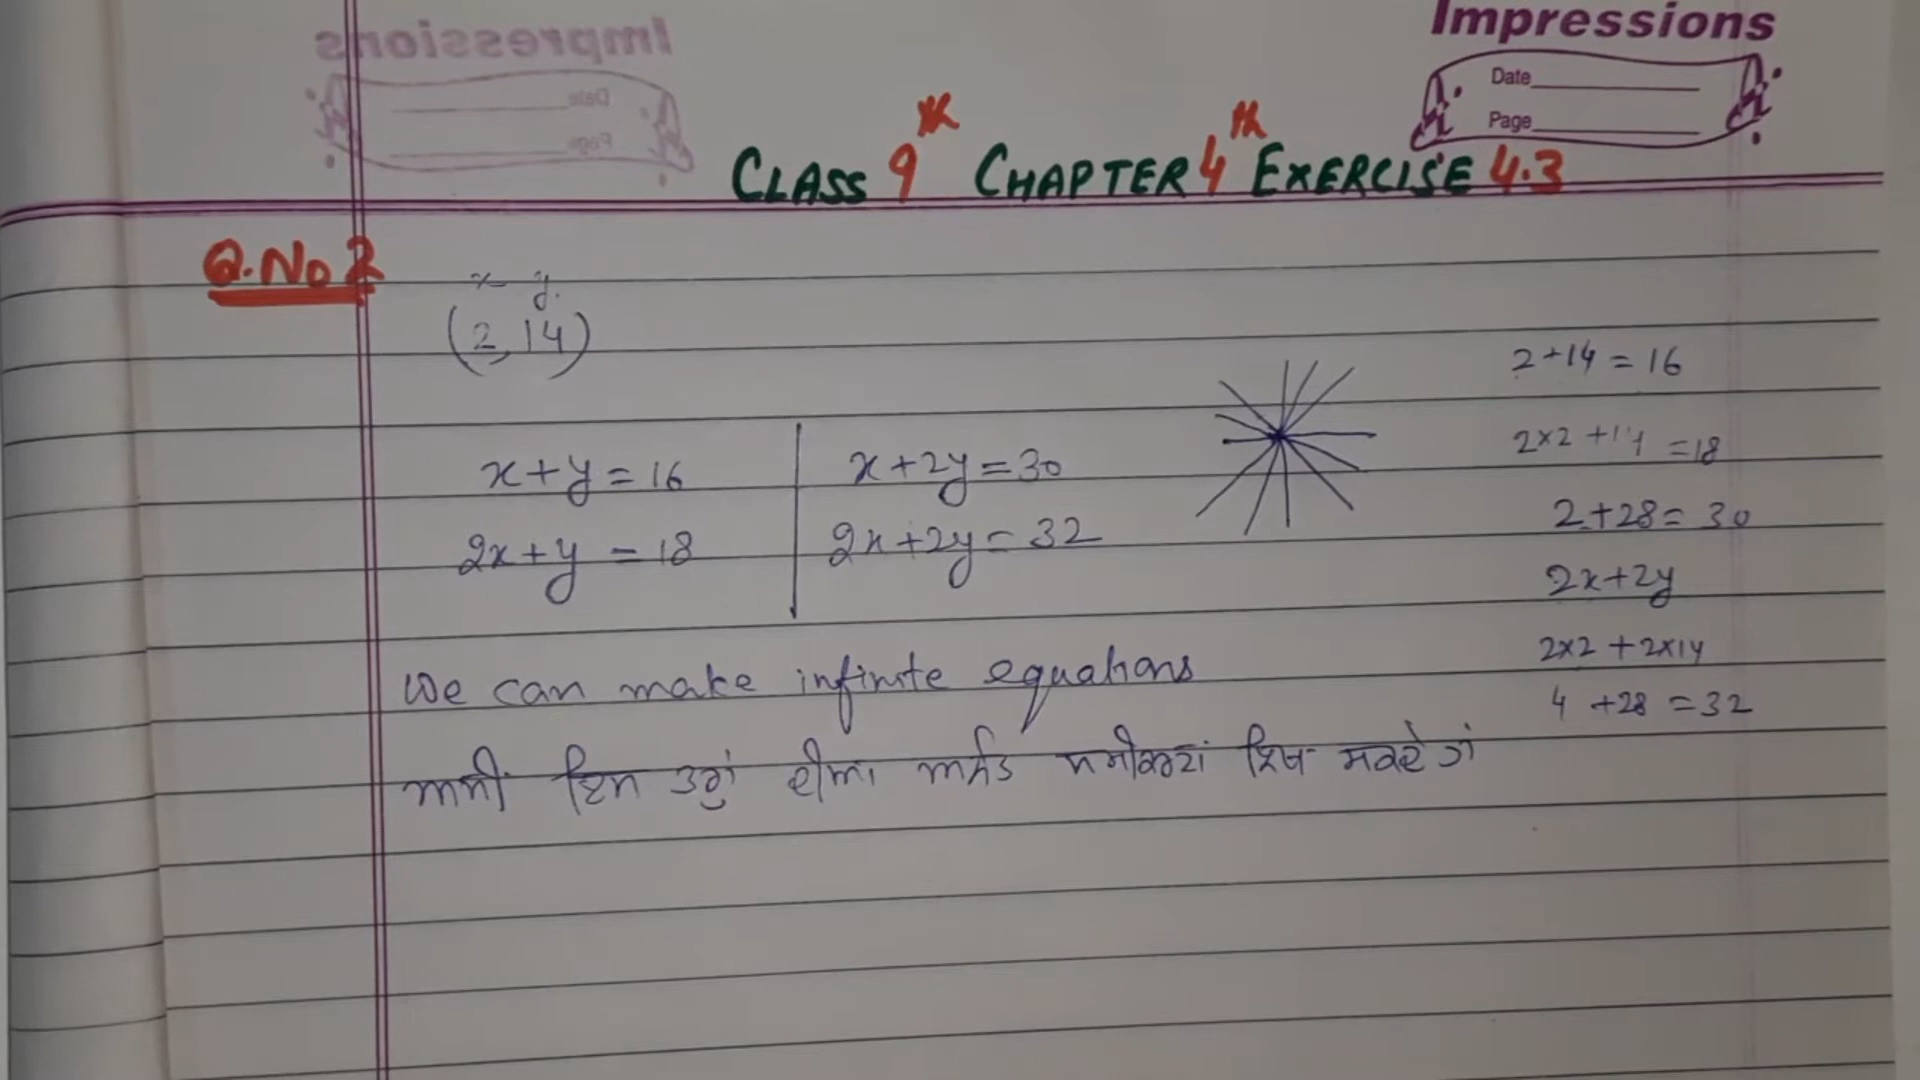 Impressions
Date
Page
CLASS 9th CHAPTER 4th EXERCISE 4.3
Q.No 2
x y
(2, 14)
x+y=16
2x+y=18
x+2y=30
2x+2y=32
We can make infinite equations
ਅਸੀਂ ਇਸ ਤਰ੍ਹਾਂ ਦੀਆਂ ਅਨੰਤ ਸਮੀਕਰਣਾਂ ਲਿਖ ਸਕਦੇ ਹਾਂ
2+14=16
2×2+14=18
2+28=30
2x+2y
2×2+2×14
4+28=32